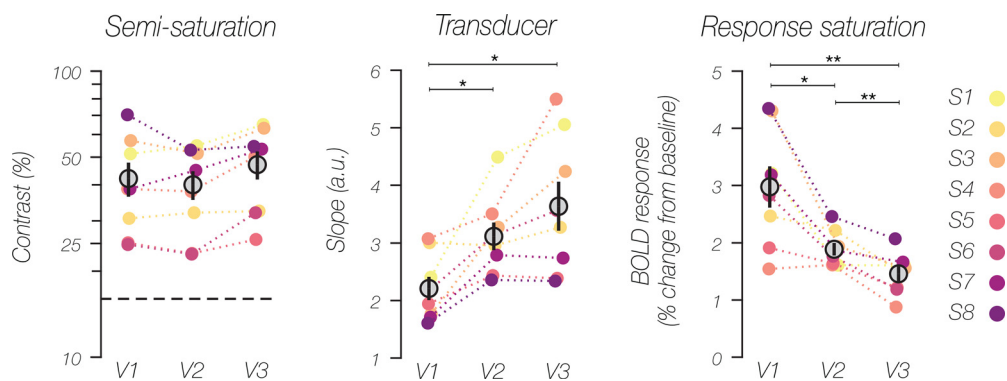 Semi-saturation
Transducer
Response saturation
Contrast (%)
100
50
25
10
V1 V2 V3
Slope (a.u.)
6
5
4
3
2
1
*
*
V1 V2 V3
BOLD response
(% change from baseline)
5
4
3
2
1
0
**
*
**
V1 V2 V3
S1
S2
S3
S4
S5
S6
S7
S8